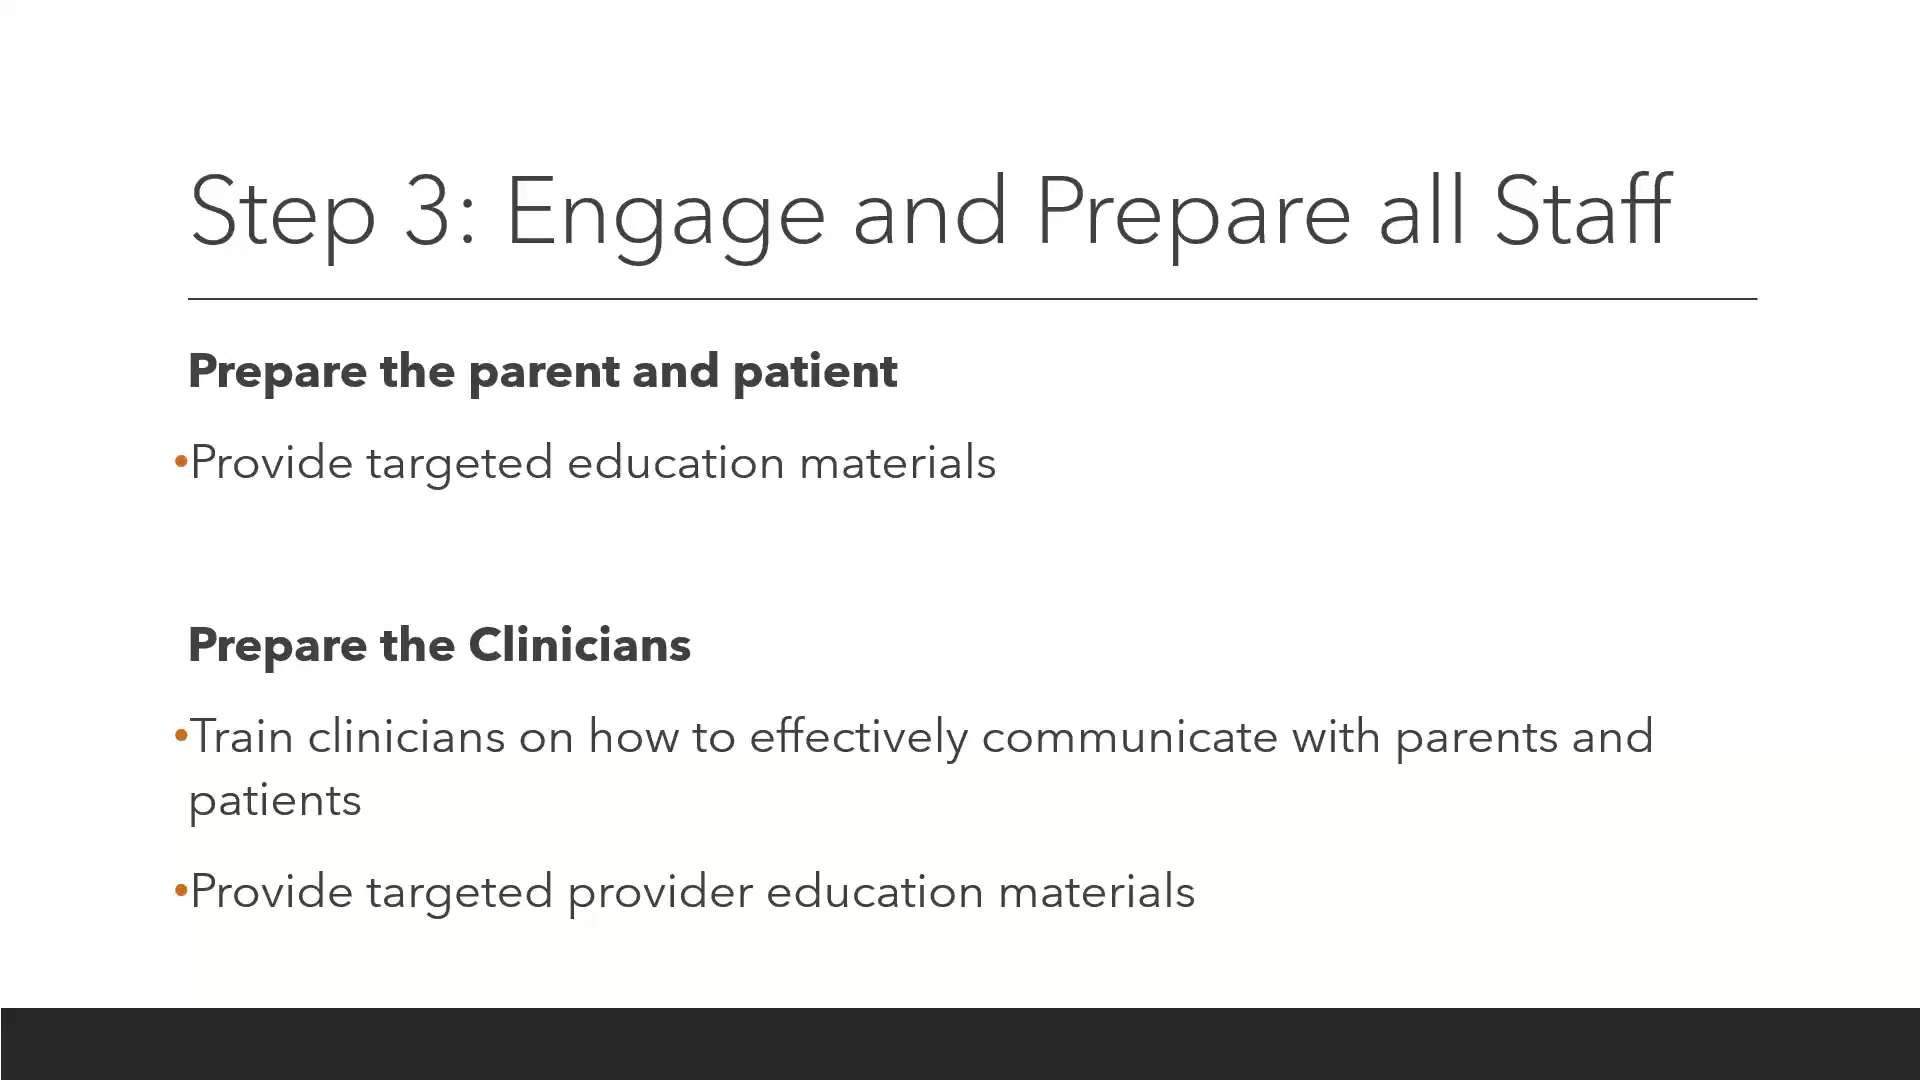 Step 3: Engage and Prepare all Staff
Prepare the parent and patient
•Provide targeted education materials
Prepare the Clinicians
•Train clinicians on how to effectively communicate with parents and
patients
•Provide targeted provider education materials